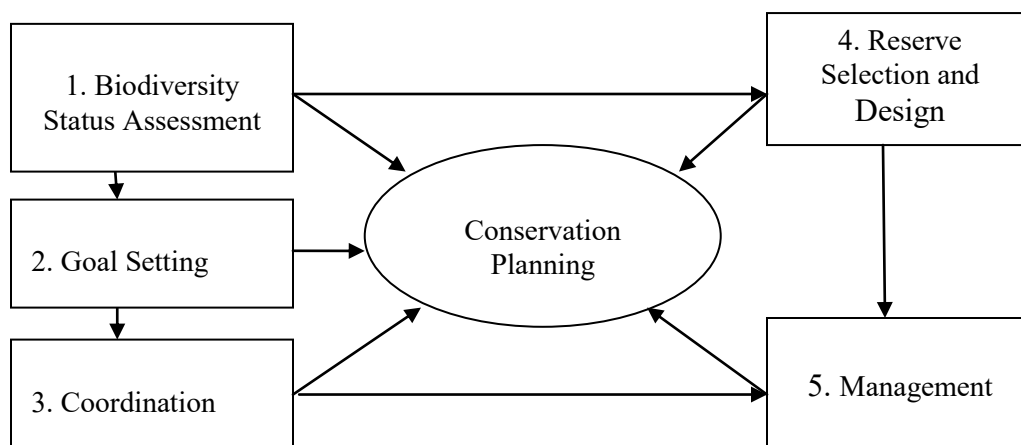 1. Biodiversity
Status Assessment
2. Goal Setting
3. Coordination
Conservation
Planning
4. Reserve
Selection and
Design
5. Management